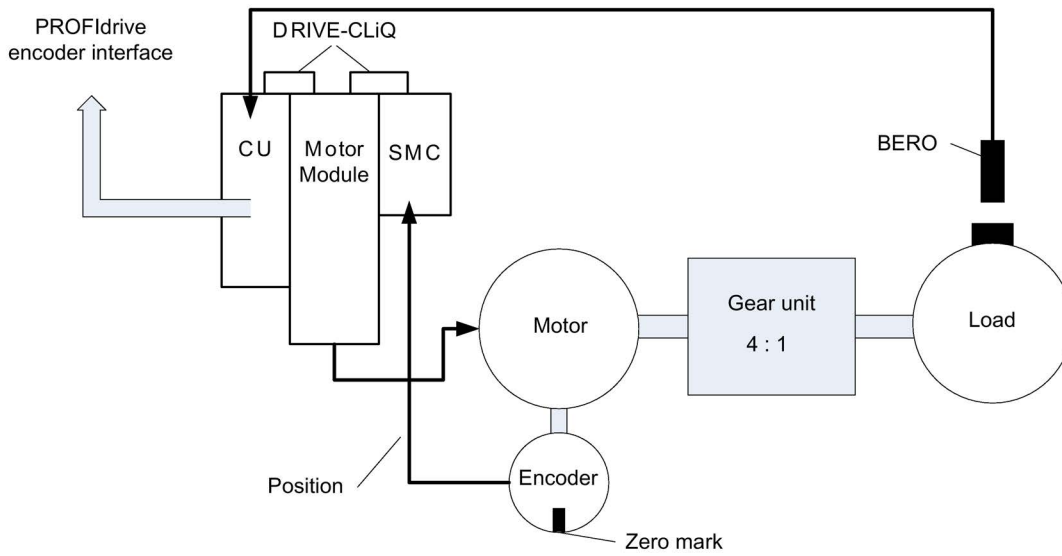 PROFIdrive
encoder interface
DRIVE-CLiQ
CU
Motor
Module
SMC
BERO
Motor
Gear unit
4 : 1
Load
Position
Encoder
Zero mark